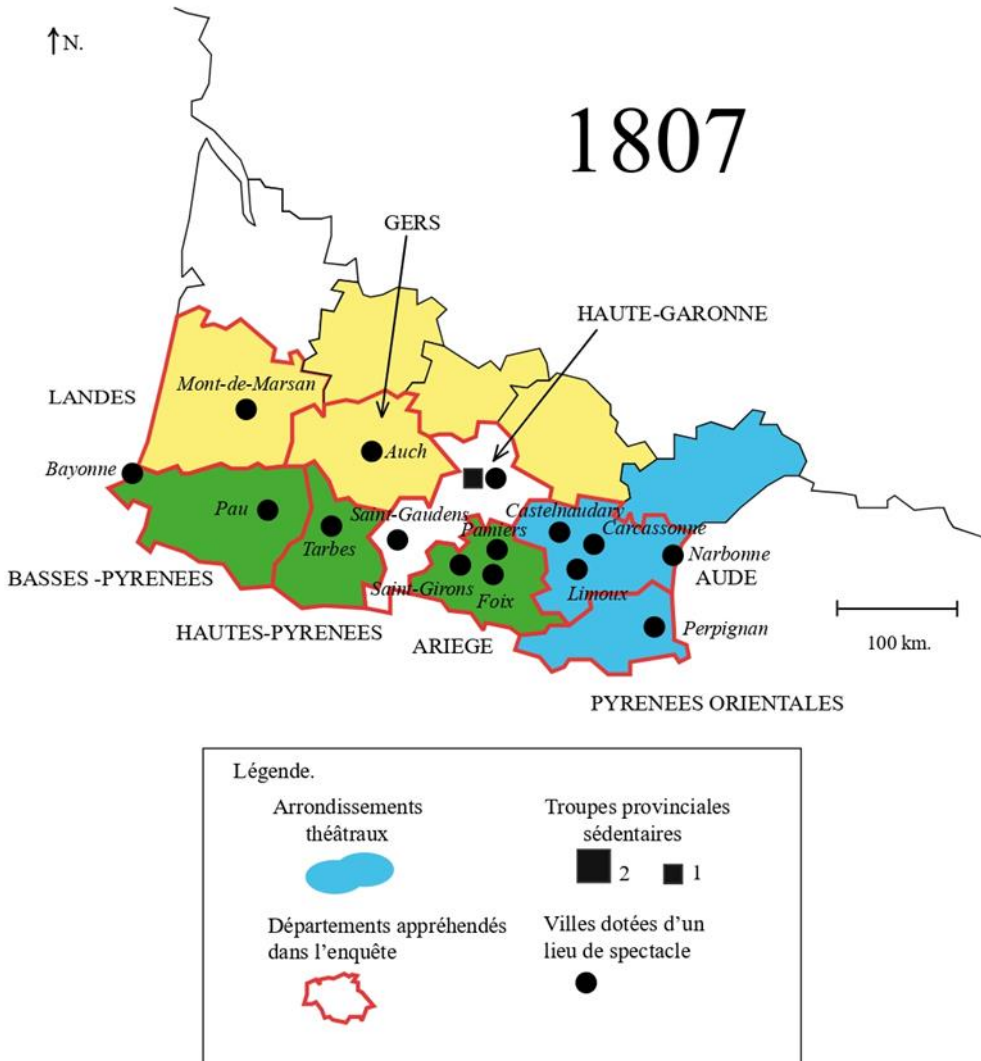 N.
1807
GERS
HAUTE-GARONNE
Mont-de-Marsan
LANDES
Auch
Bayonne
Castelnaudary
Pau
Saint-Gaudens
Carcassonne
Pamiers
Tarbes
Narbonne
BASSES -PYRENEES
AUDE
Saint-Girons
Limoux
Foix
HAUTES-PYRENEES
Perpignan
ARIEGE
100 km.
PYRENEES ORIENTALES
Légende.
Arrondissements
théâtraux
Troupes provinciales
sédentaires
2
1
Départements appréhendés
dans l'enquête
Villes dotées d'un
lieu de spectacle